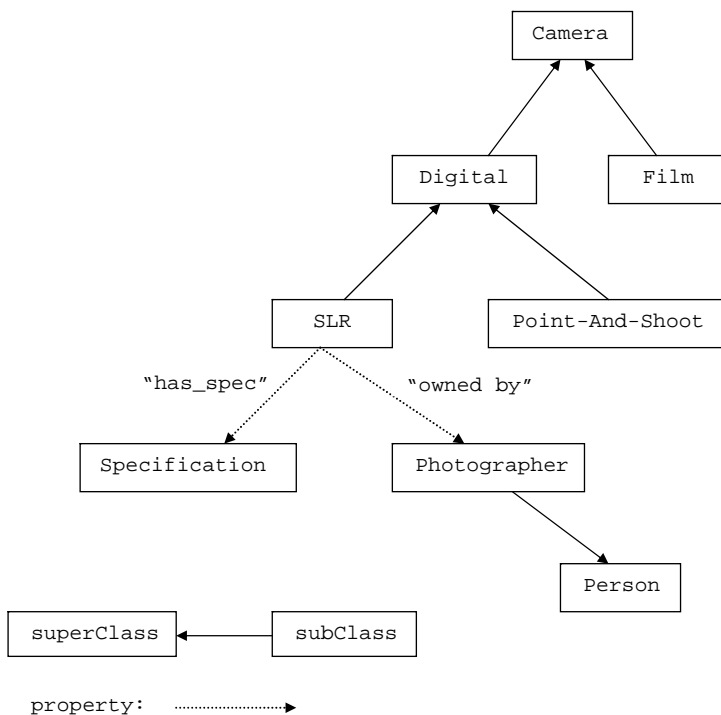 Camera
Digital
Film
SLR
Point-And-Shoot
“has_spec”
“owned by”
Specification
Photographer
Person
superClass
subClass
property: